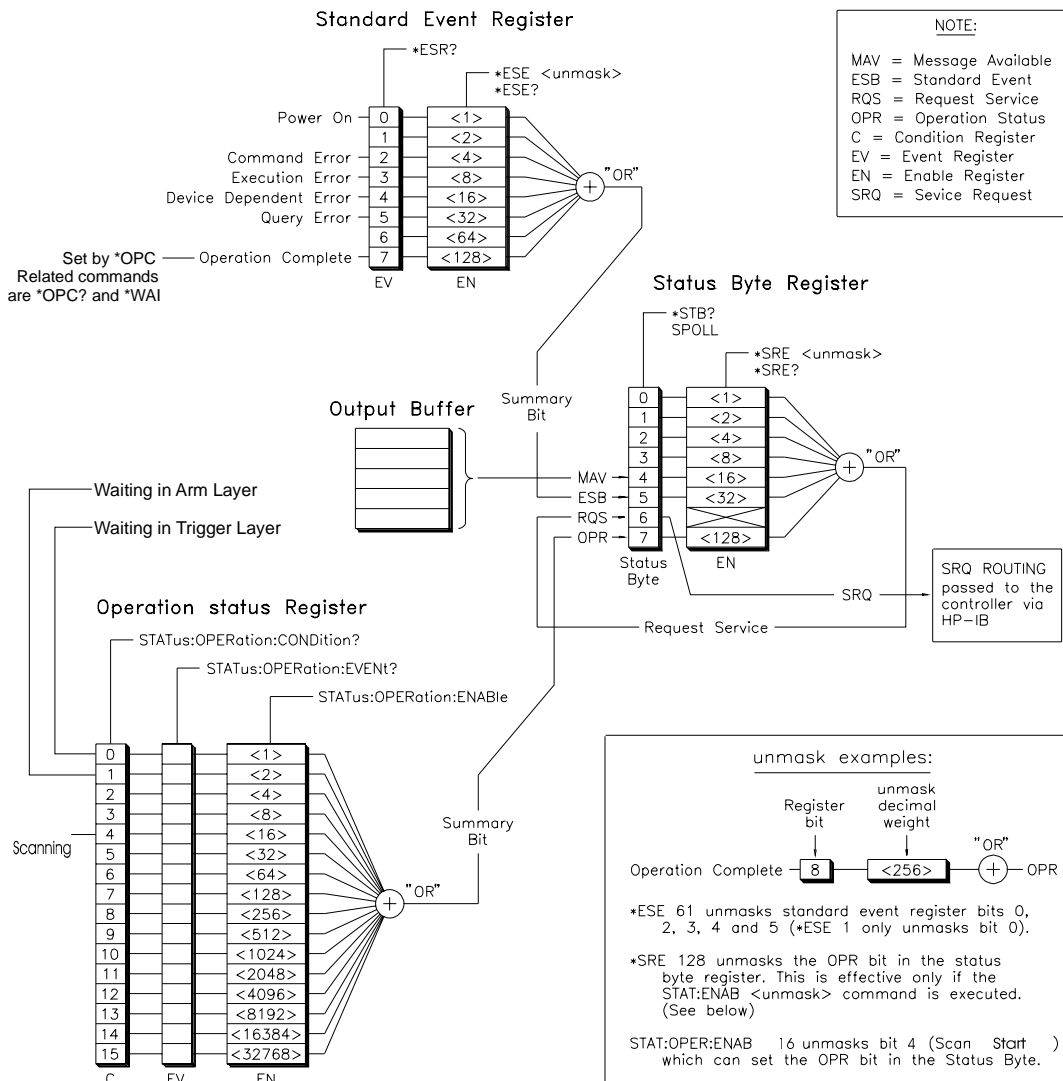 Standard Event Register
*ESR?
*ESE <unmask>
*ESE?
Power On
0
<1>
1
<2>
Command Error
2
<4>
Execution Error
3
<8>
Device Dependent Error
4
<16>
Query Error
5
<32>
6
<64>
Operation Complete
7
<128>
"OR"
Set by *OPC
Related commands
are *OPC? and *WAI
EV
EN
NOTE:
MAV = Message Available
ESB = Standard Event
RQS = Request Service
OPR = Operation Status
C = Condition Register
EV = Event Register
EN = Enable Register
SRQ = Sevice Request
Status Byte Register
*STB?
SPOLL
*SRE <unmask>
*SRE?
Summary
Bit
Output Buffer
0
<1>
1
<2>
2
<4>
3
<8>
MAV
4
<16>
ESB
5
<32>
RQS
6
OPR
7
<128>
"OR"
Status
Byte
EN
SRQ
Request Service
SRQ ROUTING
passed to the
controller via
HP-IB
Waiting in Arm Layer
Waiting in Trigger Layer
Operation status Register
STATus:OPERation:CONDition?
STATus:OPERation:EVENt?
STATus:OPERation:ENABle
0
<1>
1
<2>
2
<4>
3
<8>
Scanning
4
<16>
5
<32>
6
<64>
7
<128>
8
<256>
9
<512>
10
<1024>
11
<2048>
12
<4096>
13
<8192>
14
<16384>
15
<32768>
"OR"
Summary
Bit
C
EV
EN
unmask examples:
Register
bit
unmask
decimal
weight
Operation Complete
8
<256>
"OR"
OPR
*ESE 61 unmasks standard event register bits 0,
2, 3, 4 and 5 (*ESE 1 only unmasks bit 0).
*SRE 128 unmasks the OPR bit in the status
byte register. This is effective only if the
STAT:ENAB <unmask> command is executed.
(See below)
STAT:OPER:ENAB 16 unmasks bit 4 (Scan Start )
which can set the OPR bit in the Status Byte.